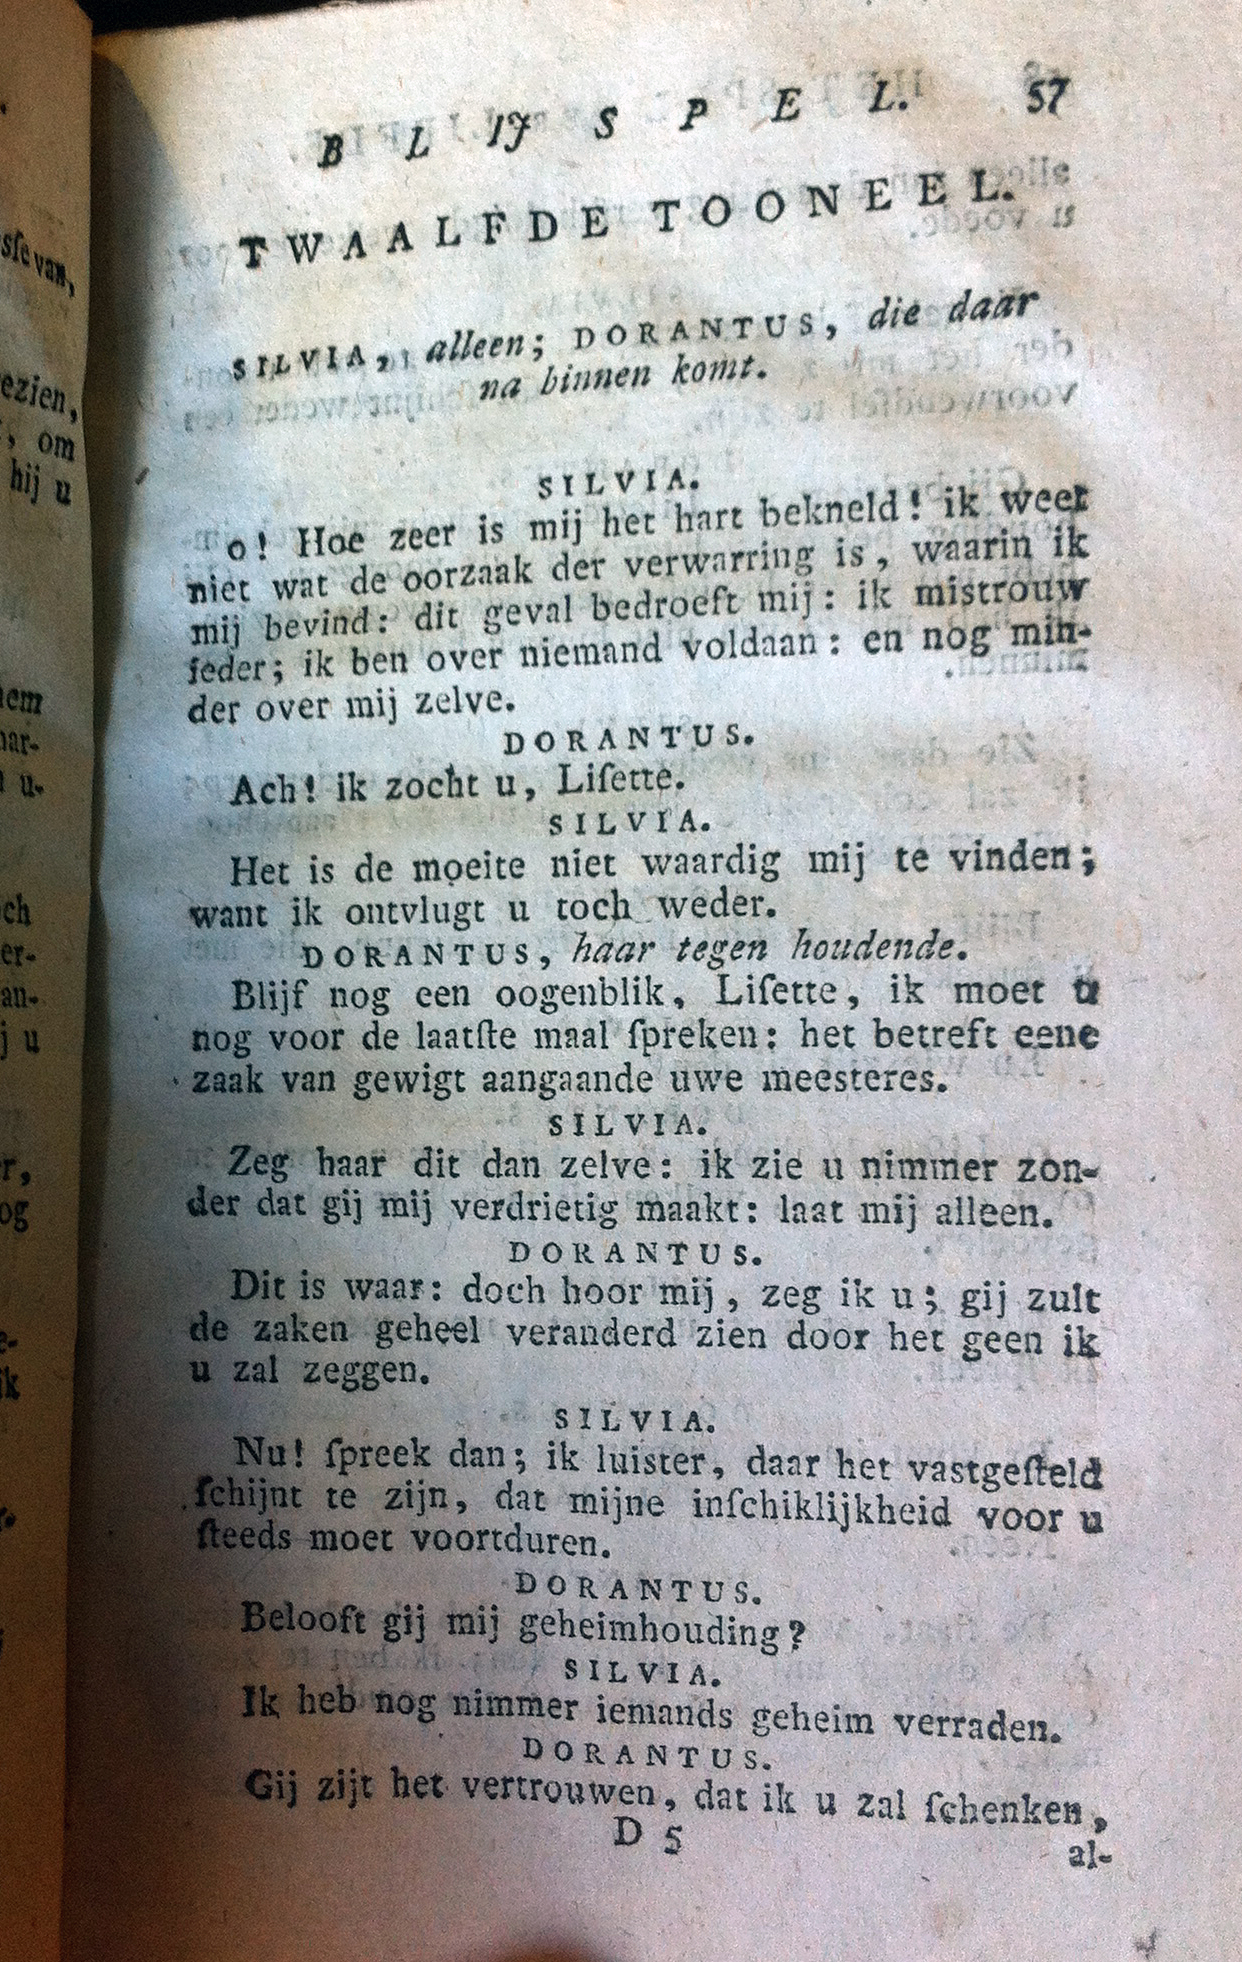 B L IJ S P E L. 57
TWAALFDE TOONEEL.
SILVIA, alleen; DORANTUS, die daar
na binnen komt.
SILVIA.
o! Hoe zeer is mij het hart bekneld! ik weet
niet wat de oorzaak der verwarring is, waarin ik
mij bevind: dit geval bedroeft mij: ik mistrouw
ieder; ik ben over niemand voldaan: en nog min-
der over mij zelve.
DORANTUS.
Ach! ik zocht u, Liſette.
SILVIA.
Het is de moeite niet waardig mij te vinden;
want ik ontvlugt u toch weder.
DORANTUS, haar tegen houdende.
Blijf nog een oogenblik, Liſette, ik moet u
nog voor de laatſte maal ſpreken: het betreft eene
zaak van gewigt aangaande uwe meesteres.
SILVIA.
Zeg haar dit dan zelve: ik zie u nimmer zon-
der dat gij mij verdrietig maakt: laat mij alleen.
DORANTUS.
Dit is waar: doch hoor mij, zeg ik u; gij zult
de zaken geheel veranderd zien door het geen ik
u zal zeggen.
SILVIA.
Nu! ſpreek dan; ik luister, daar het vastgeſteld
ſchijnt te zijn, dat mijne inſchiklijkheid voor u
ſteeds moet voortduren.
DORANTUS.
Belooft gij mij geheimhouding?
SILVIA.
Ik heb nog nimmer iemands geheim verraden.
DORANTUS.
Gij zijt het vertrouwen, dat ik u zal ſchenken,
D 5
al-